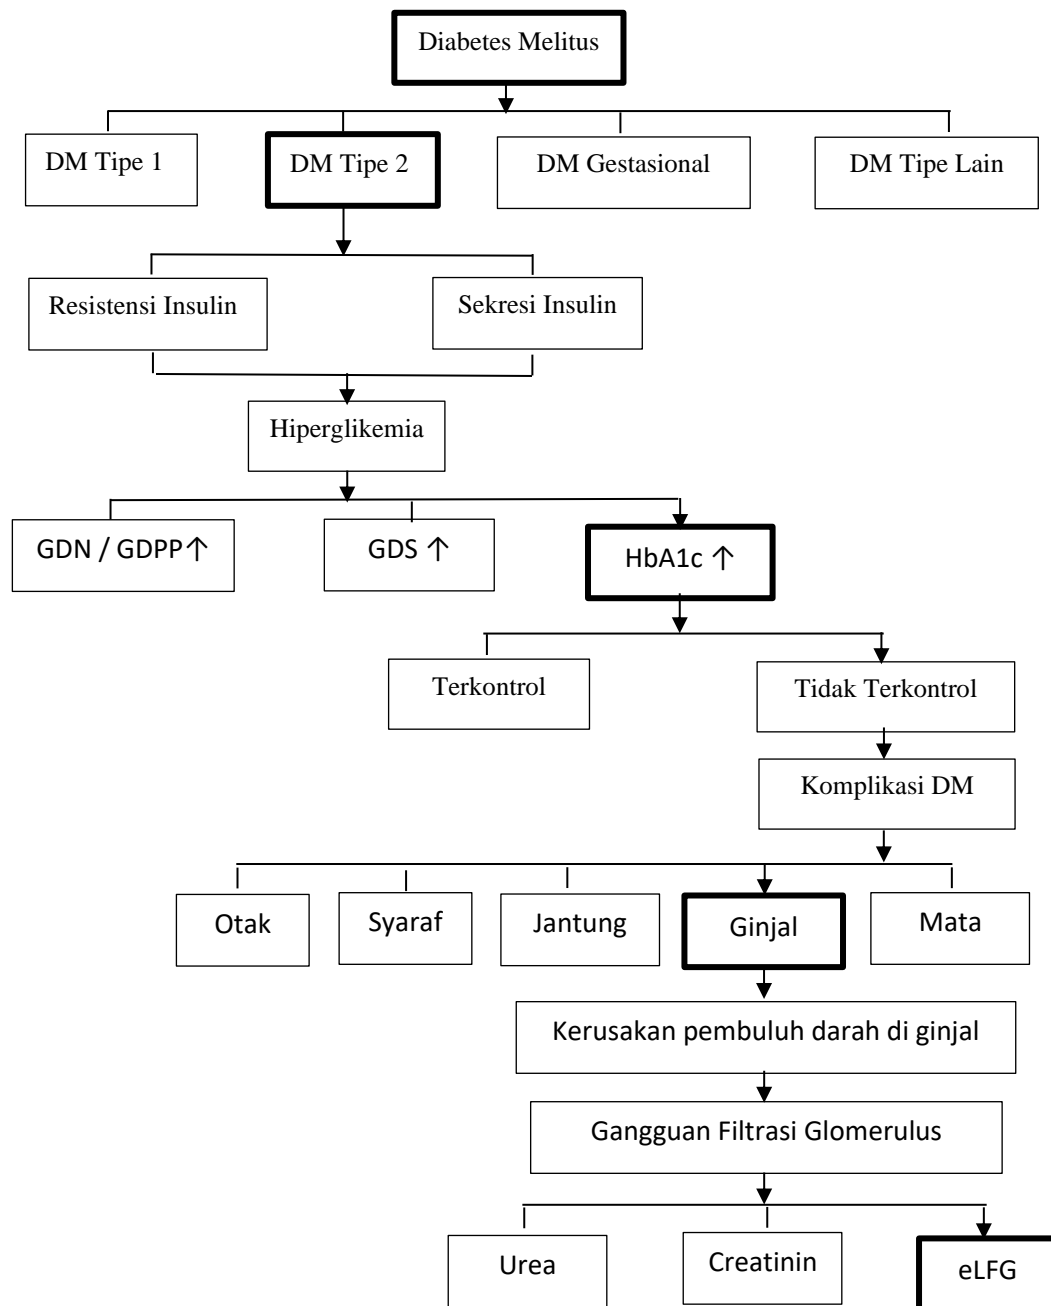 Diabetes Melitus
DM Tipe 1
DM Tipe 2
DM Gestasional
DM Tipe Lain
Resistensi Insulin
Sekresi Insulin
Hiperglikemia
GDN / GDPP↑
GDS ↑
HbA1c ↑
Terkontrol
Tidak Terkontrol
Komplikasi DM
Otak
Syaraf
Jantung
Ginjal
Mata
Kerusakan pembuluh darah di ginjal
Gangguan Filtrasi Glomerulus
Urea
Creatinin
eLFG